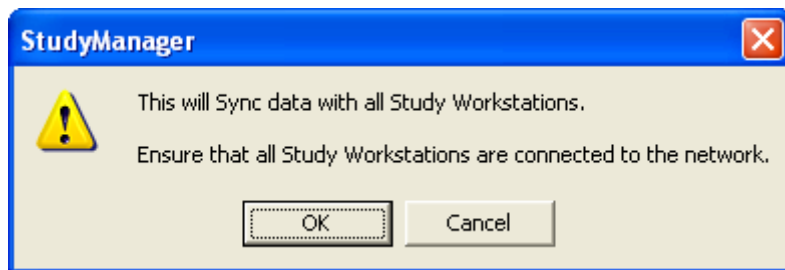 StudyManager
This will Sync data with all Study Workstations.
Ensure that all Study Workstations are connected to the network.
OK Cancel